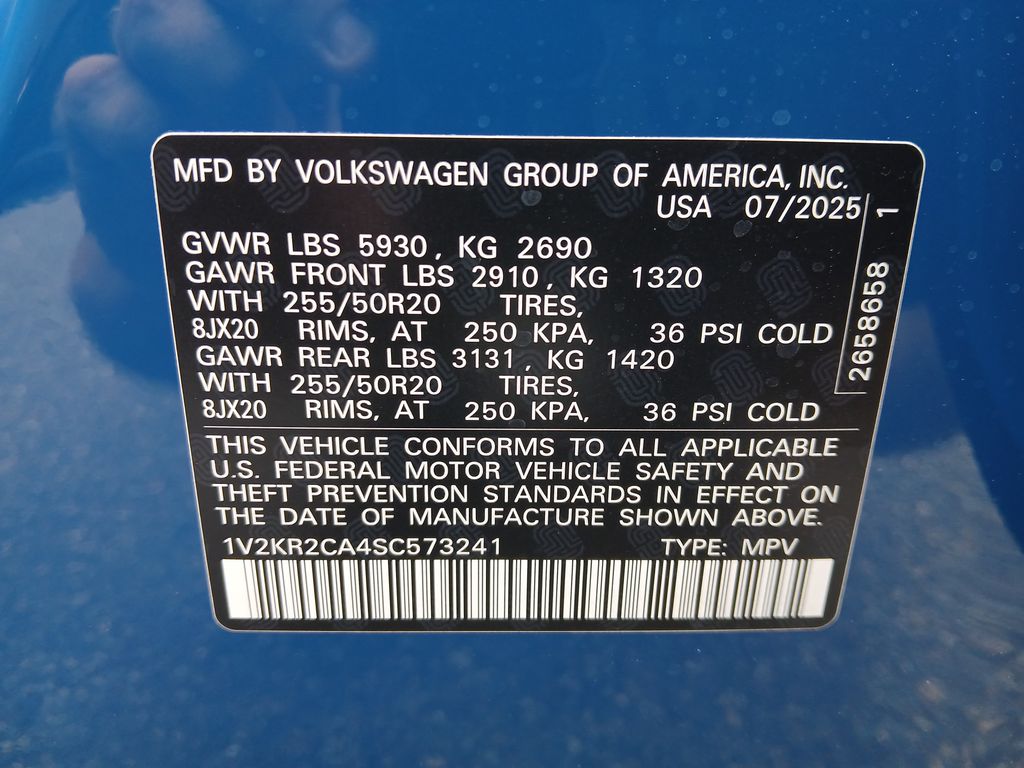 MFD BY VOLKSWAGEN GROUP OF AMERICA, INC.
USA 07/2025
GVWR LBS 5930, KG 2690
GAWR FRONT LBS 2910, KG 1320
WITH 255/50R20 TIRES,
8JX20 RIMS, AT 250 KPA, 36 PSI COLD
GAWR REAR LBS 3131, KG 1420
WITH 255/50R20 TIRES,
8JX20 RIMS, AT 250 KPA, 36 PSI COLD
2658658 1
THIS VEHICLE CONFORMS TO ALL APPLICABLE
U.S. FEDERAL MOTOR VEHICLE SAFETY AND
THEFT PREVENTION STANDARDS IN EFFECT ON
THE DATE OF MANUFACTURE SHOWN ABOVE.
1V2KR2CA4SC573241 TYPE: MPV